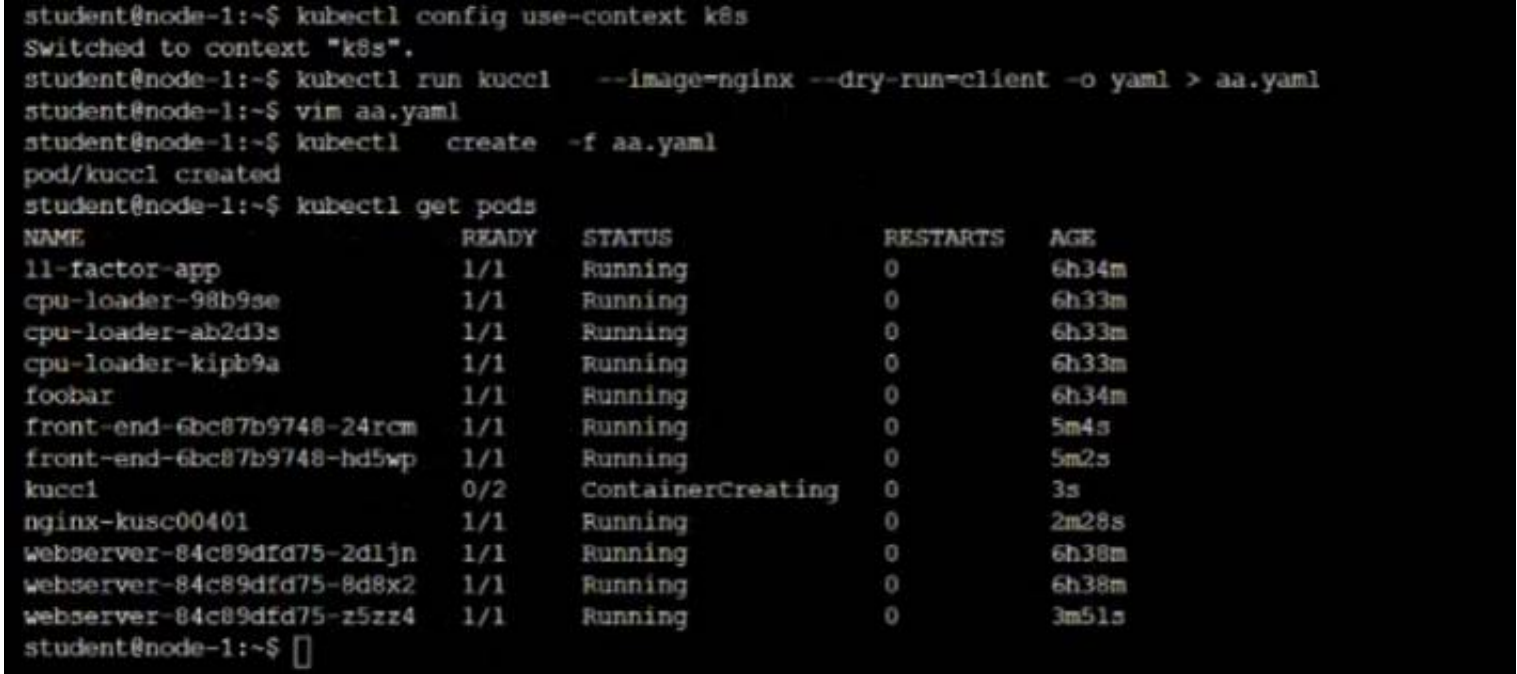 student@node-1:~$ kubectl config use-context k8s
Switched to context "k8s".
student@node-1:~$ kubectl run kucc1   --image=nginx --dry-run=client -o yaml > aa.yaml
student@node-1:~$ vim aa.yaml
student@node-1:~$ kubectl   create  -f aa.yaml
pod/kucc1 created
student@node-1:~$ kubectl get pods
NAME READY STATUS RESTARTS AGE
11-factor-app 1/1 Running 0 6h34m
cpu-loader-98b9se 1/1 Running 0 6h33m
cpu-loader-ab2d3s 1/1 Running 0 6h33m
cpu-loader-kipb9a 1/1 Running 0 6h33m
foobar 1/1 Running 0 6h34m
front-end-6bc87b9748-24rcm 1/1 Running 0 5m4s
front-end-6bc87b9748-hd5wp 1/1 Running 0 5m2s
kucc1 0/2 ContainerCreating 0 3s
nginx-kusc00401 1/1 Running 0 2m28s
webserver-84c89dfd75-2dljn 1/1 Running 0 6h38m
webserver-84c89dfd75-8d8x2 1/1 Running 0 6h38m
webserver-84c89dfd75-z5zz4 1/1 Running 0 3m51s
student@node-1:~$